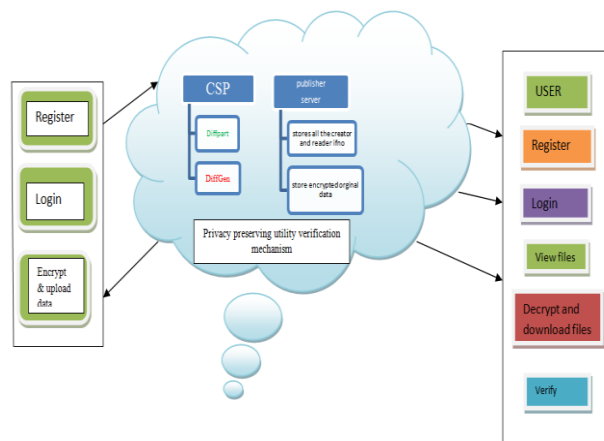 Register
Login
Encrypt
& upload
data
CSP
Diffpart
DiffGen
publisher
server
stores all the creator
and reader ifno
store encrypted orginal
data
Privacy preserving utility verification
mechanism
USER
Register
Login
View files
Decrypt and
download files
Verify